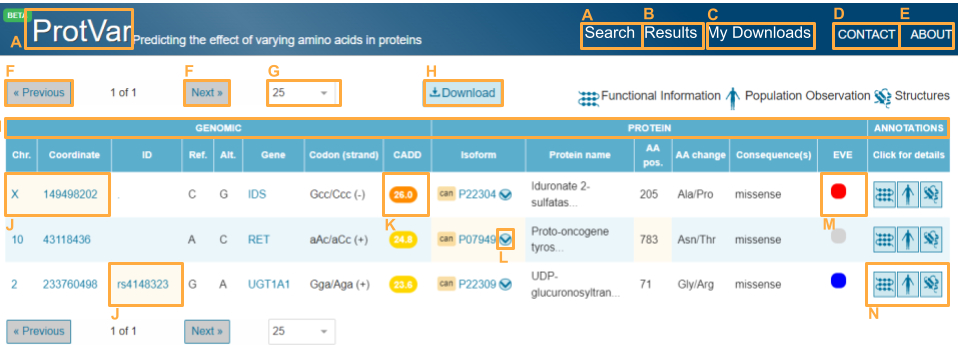 BETA
A ProtVar Predicting the effect of varying amino acids in proteins
A B C D E
Search Results My Downloads CONTACT ABOUT
F F G H
« Previous 1 of 1 Next » 25 Download
Functional Information Population Observation Structures
GENOMIC PROTEIN ANNOTATIONS
Chr. Coordinate ID Ref. Alt. Gene Codon (strand) CADD Isoform Protein name AA pos. AA change Consequence(s) EVE Click for details
X 149498202 . C G IDS Gcc/Ccc (-) 26.0 can P22304 Iduronate 2-sulfatas... 205 Ala/Pro missense
J K M
10 43118436 A C RET aAc/aCc (+) 24.8 can P07949 Proto-oncogene tyros... 783 Asn/Thr missense
L
2 233760498 rs4148323 G A UGT1A1 Gga/Aga (+) 23.6 can P22309 UDP-glucuronosyltran... 71 Gly/Arg missense
J N
« Previous 1 of 1 Next » 25